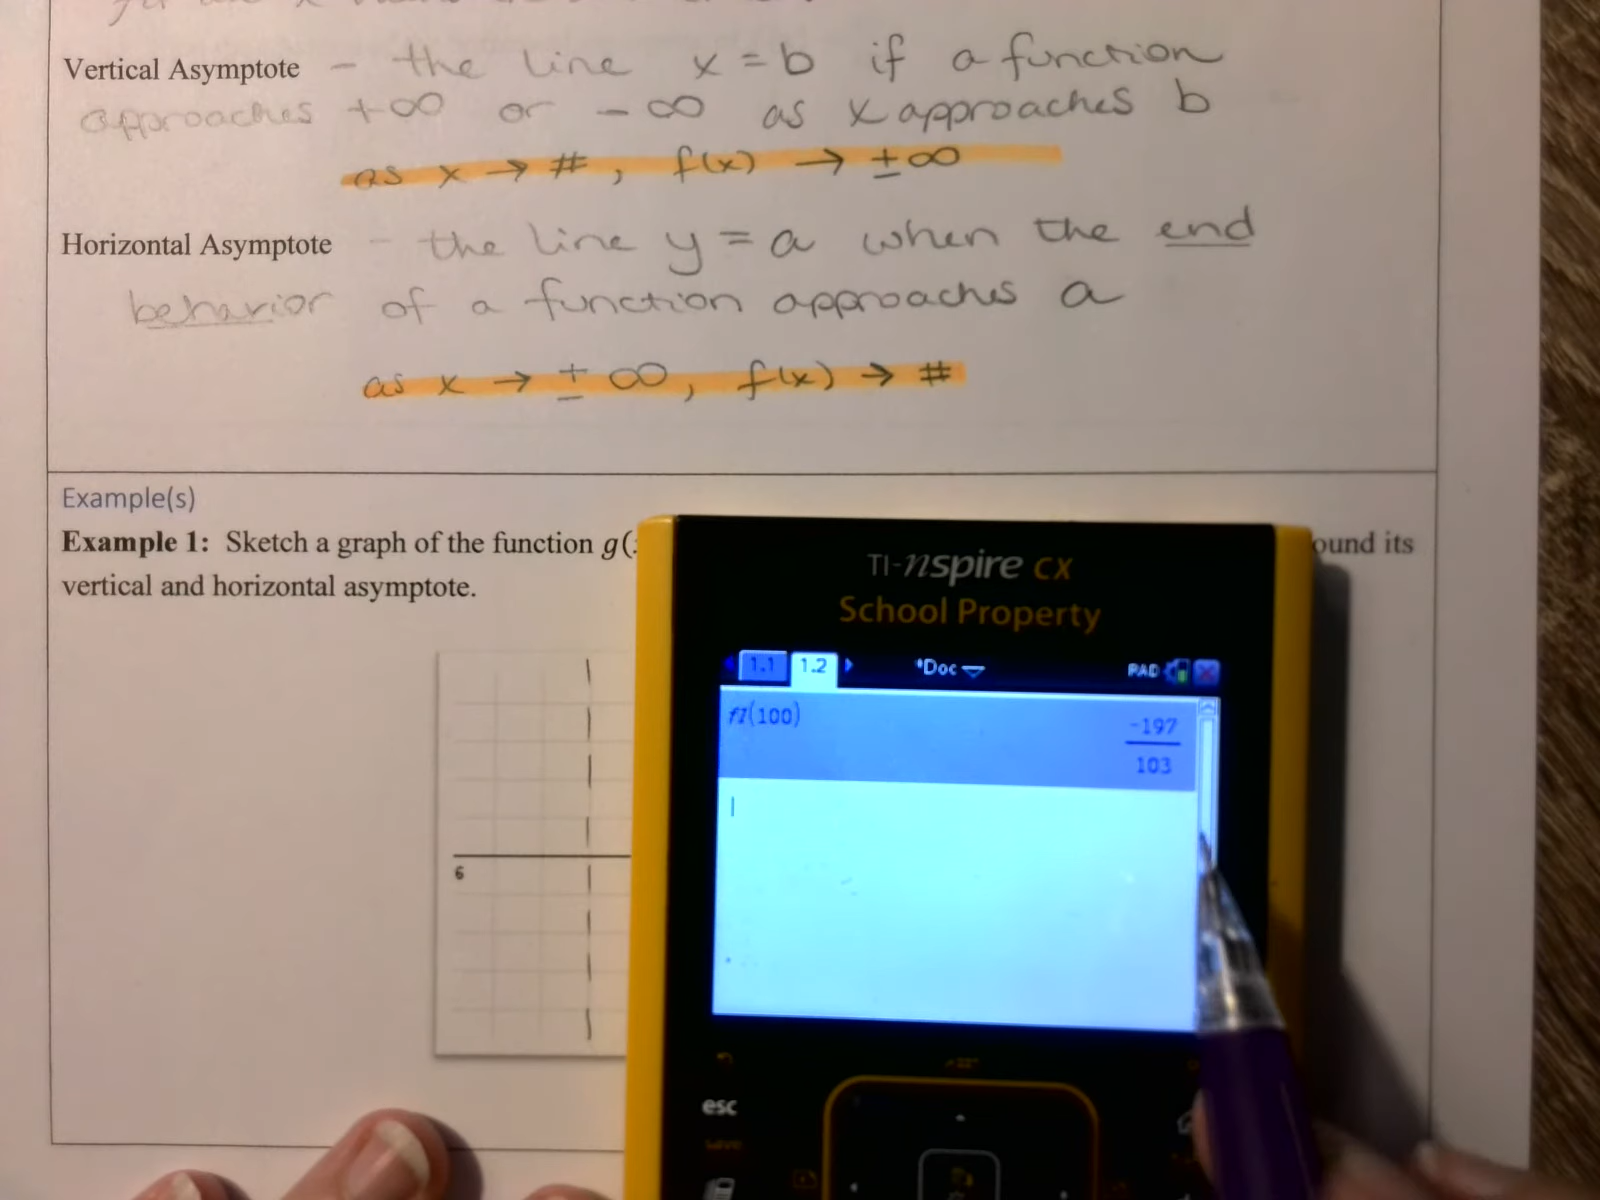 Vertical Asymptote – the line x = b if a function
approaches +∞ or -∞ as x approaches b
as x → #, f(x) → ±∞
Horizontal Asymptote – the line y = a when the end
behavior of a function approaches a
as x → ±∞, f(x) → #
Example(s)
Example 1: Sketch a graph of the function g( ound its
vertical and horizontal asymptote.
TI-nspire CX
School Property
1.1 1.2 *Doc RAD
f1(100) -197
103
6
esc
save